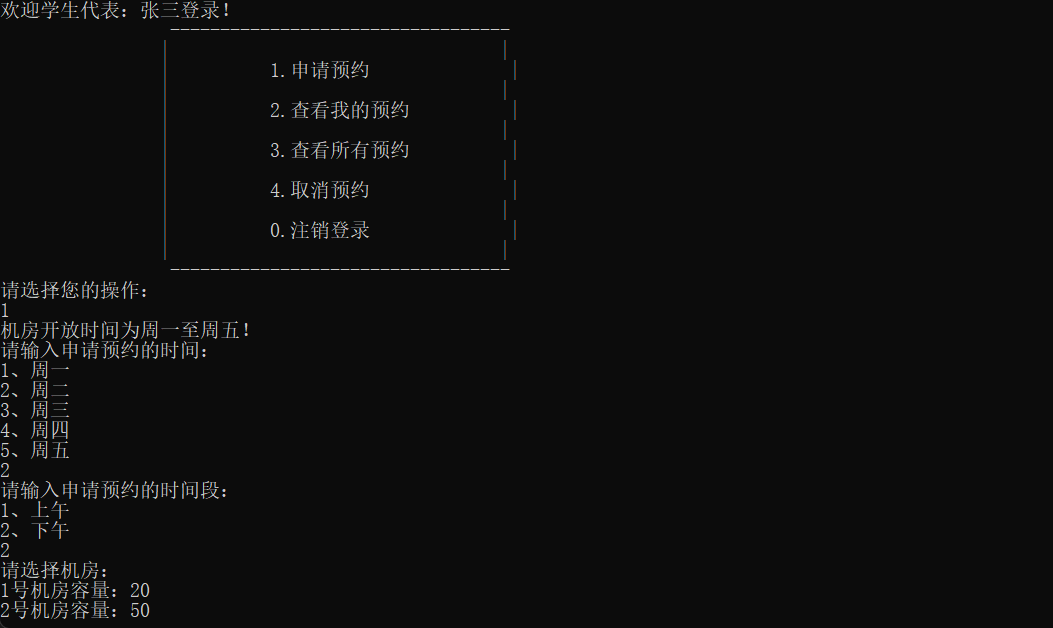 欢迎学生代表：张三登录！
----------------------------------
1.申请预约
2.查看我的预约
3.查看所有预约
4.取消预约
0.注销登录
----------------------------------
请选择您的操作：
1
机房开放时间为周一至周五！
请输入申请预约的时间：
1、周一
2、周二
3、周三
4、周四
5、周五
2
请输入申请预约的时间段：
1、上午
2、下午
2
请选择机房：
1号机房容量：20
2号机房容量：50